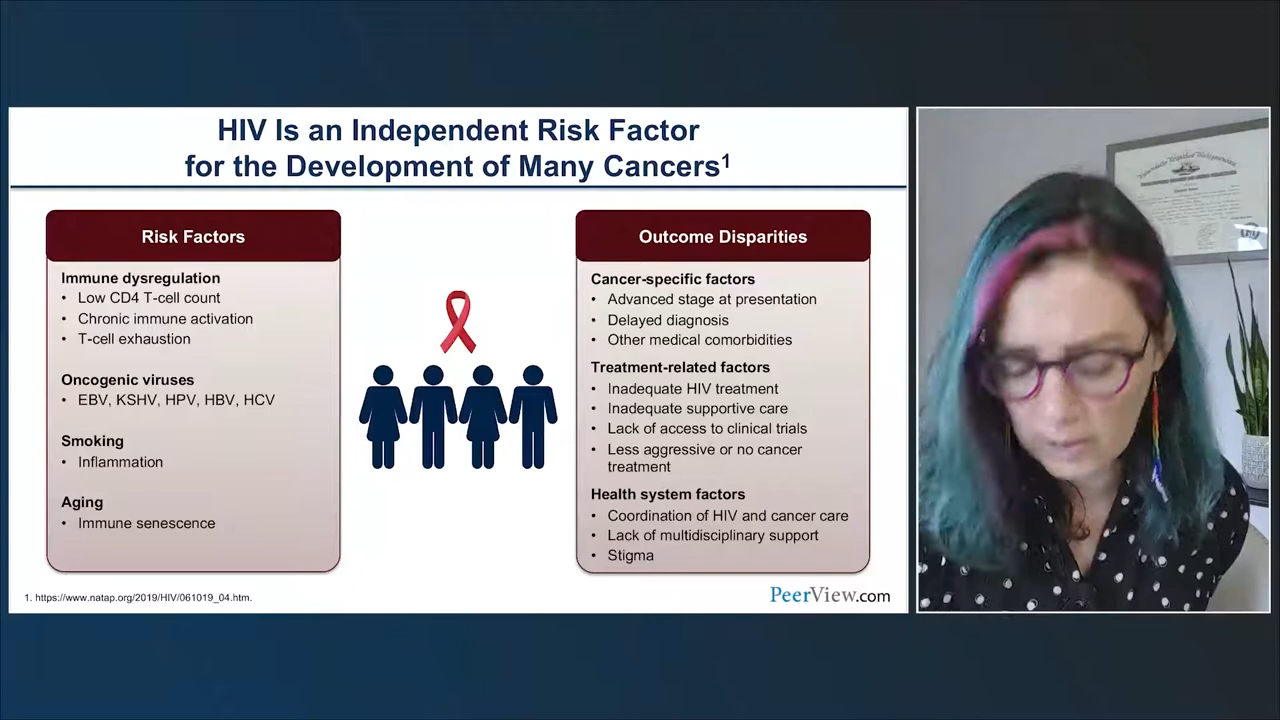 HIV Is an Independent Risk Factor
for the Development of Many Cancers1
Risk Factors
Immune dysregulation
• Low CD4 T-cell count
• Chronic immune activation
• T-cell exhaustion
Oncogenic viruses
• EBV, KSHV, HPV, HBV, HCV
Smoking
• Inflammation
Aging
• Immune senescence
Outcome Disparities
Cancer-specific factors
• Advanced stage at presentation
• Delayed diagnosis
• Other medical comorbidities
Treatment-related factors
• Inadequate HIV treatment
• Inadequate supportive care
• Lack of access to clinical trials
• Less aggressive or no cancer
treatment
Health system factors
• Coordination of HIV and cancer care
• Lack of multidisciplinary support
• Stigma
1. https://www.natap.org/2019/HIV/061019_04.htm.
PeerView.com